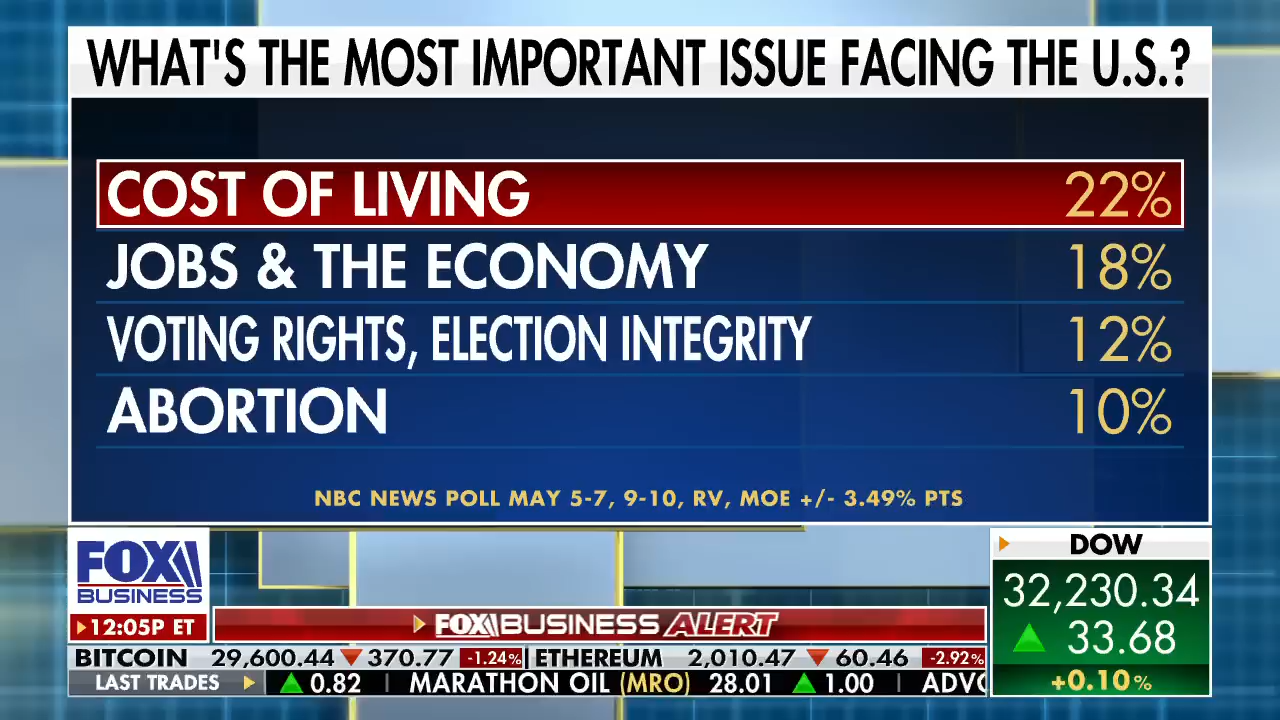 WHAT'S THE MOST IMPORTANT ISSUE FACING THE U.S.?
COST OF LIVING 22%
JOBS & THE ECONOMY 18%
VOTING RIGHTS, ELECTION INTEGRITY 12%
ABORTION 10%
NBC NEWS POLL MAY 5-7, 9-10, RV, MOE +/- 3.49% PTS
FOX
BUSINESS
12:05P ET
FOX BUSINESS ALERT
DOW
32,230.34
33.68
+0.10%
BITCOIN 29,600.44 370.77 -1.24% ETHEREUM 2,010.47 60.46 -2.92%
LAST TRADES 0.82 | MARATHON OIL (MRO) 28.01 1.00 | ADVO